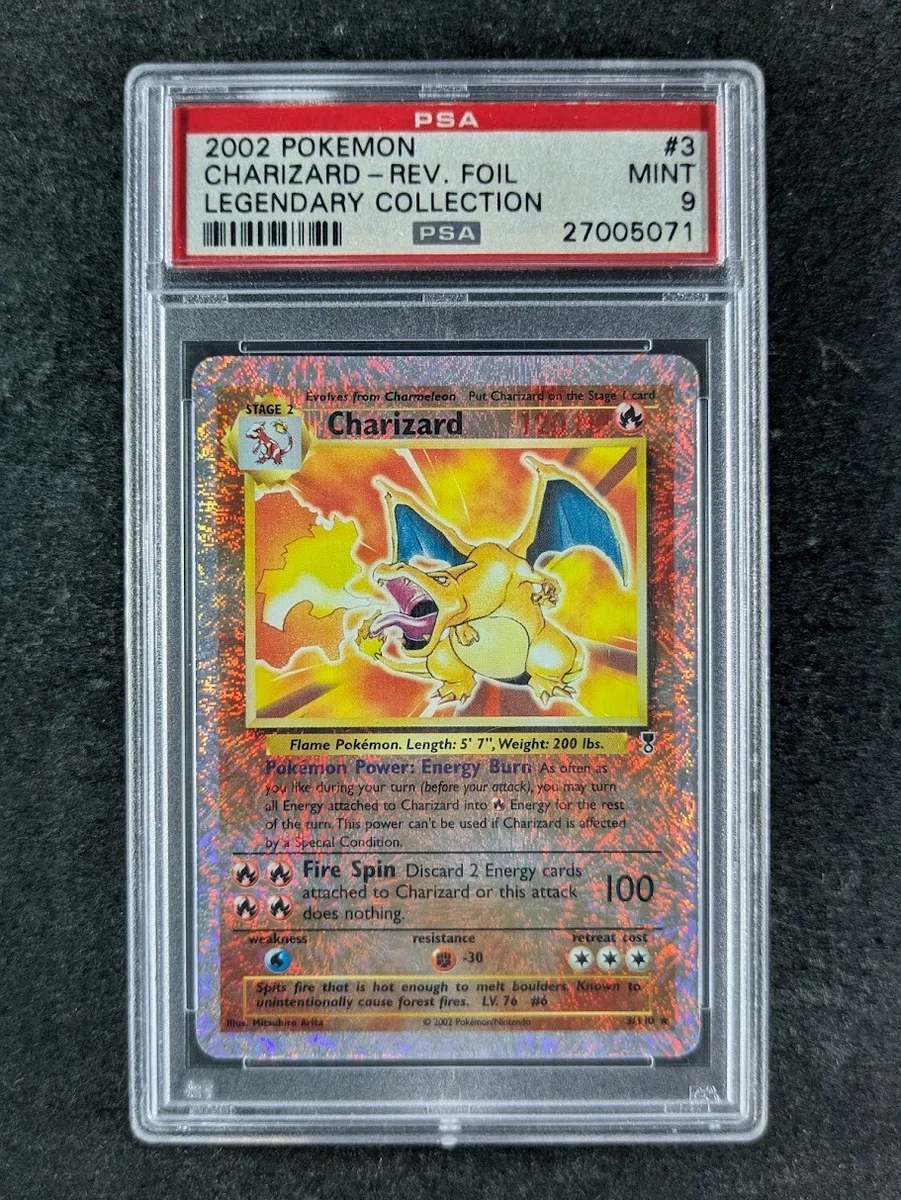 PSA
2002 POKEMON #3
CHARIZARD – REV. FOIL MINT
LEGENDARY COLLECTION 9
PSA 27005071
Evolves from Charmeleon Put Charizard on the Stage 1 card
STAGE 2
Charizard 120
Flame Pokémon. Length: 5' 7", Weight: 200 lbs.
Pokémon Power: Energy Burn As often as
you like during your turn (before your attack), you may turn
all Energy attached to Charizard into Energy for the rest
of the turn. This power can't be used if Charizard is affected
by a Special Condition.
Fire Spin Discard 2 Energy cards
attached to Charizard or this attack 100
does nothing.
weakness resistance retreat cost
-30
Spits fire that is hot enough to melt boulders. Known to
unintentionally cause forest fires. LV. 76 #6
Illus. Mitsuhiro Arita © 2002 Pokémon/Nintendo 3/110